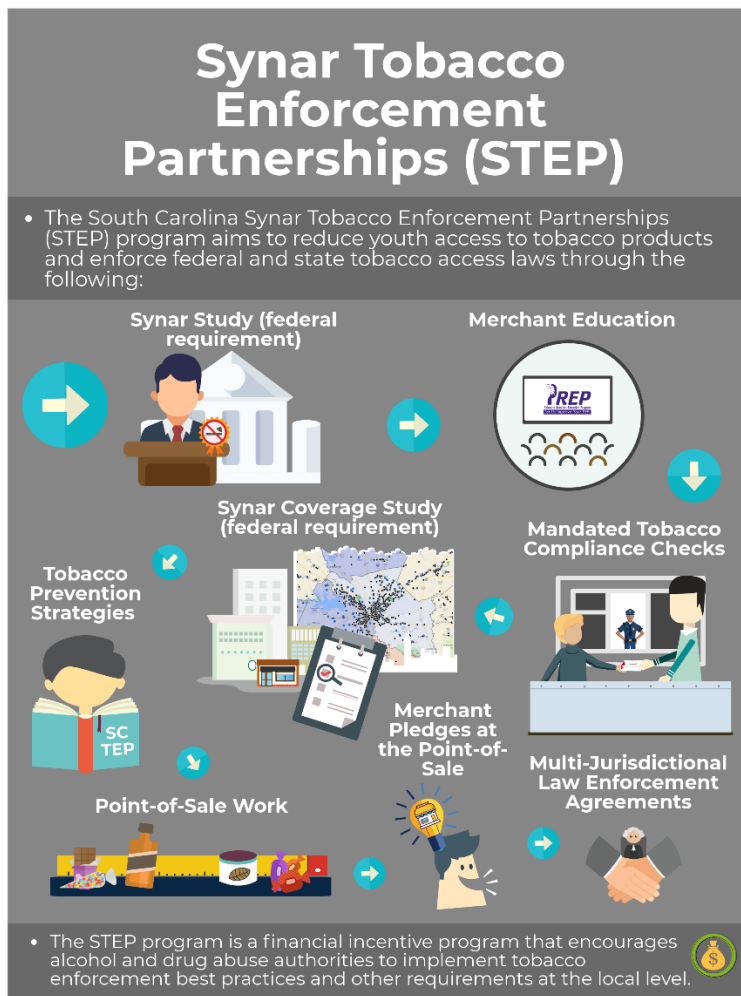 Synar Tobacco
Enforcement
Partnerships (STEP)
• The South Carolina Synar Tobacco Enforcement Partnerships
(STEP) program aims to reduce youth access to tobacco products
and enforce federal and state tobacco access laws through the
following:
Synar Study (federal
requirement)
Merchant Education
PREP
Mandated Tobacco
Compliance Checks
Synar Coverage Study
(federal requirement)
Tobacco
Prevention
Strategies
SC
TEP
Point-of-Sale Work
Merchant
Pledges at
the Point-of-
Sale
Multi-Jurisdictional
Law Enforcement
Agreements
• The STEP program is a financial incentive program that encourages
alcohol and drug abuse authorities to implement tobacco
enforcement best practices and other requirements at the local level.
$